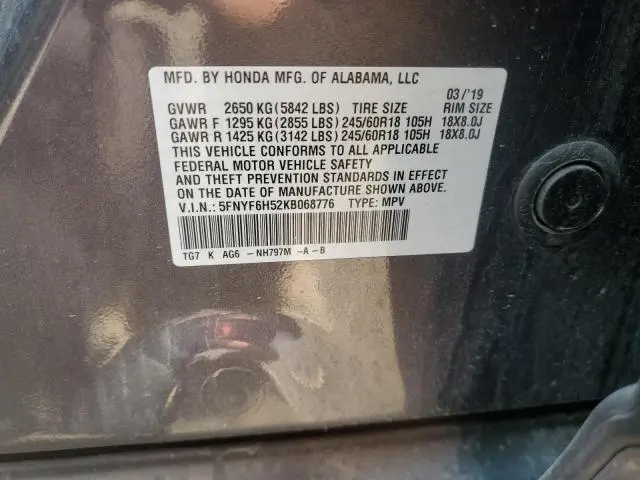 MFD. BY HONDA MFG. OF ALABAMA, LLC
03/'19
GVWR 2650 KG (5842 LBS) TIRE SIZE RIM SIZE
GAWR F 1295 KG (2855 LBS) 245/60R18 105H 18X8.0J
GAWR R 1425 KG (3142 LBS) 245/60R18 105H 18X8.0J
THIS VEHICLE CONFORMS TO ALL APPLICABLE
FEDERAL MOTOR VEHICLE SAFETY
AND THEFT PREVENTION STANDARDS IN EFFECT
ON THE DATE OF MANUFACTURE SHOWN ABOVE.
V.I.N.: 5FNYF6H52KB068776 TYPE: MPV
TG7 K AG6 -NH797M -A-B